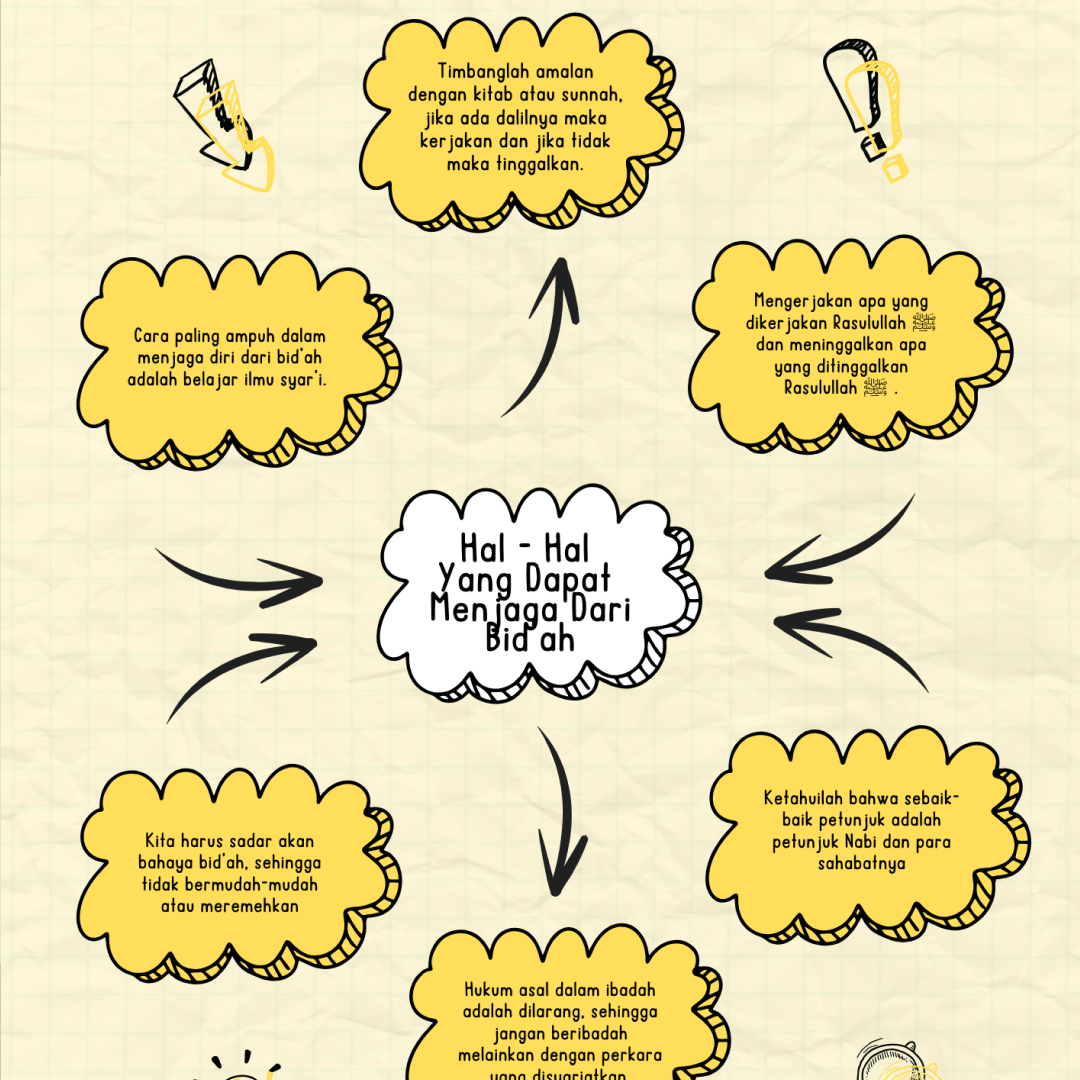 Timbanglah amalan
dengan kitab atau sunnah,
jika ada dalilnya maka
kerjakan dan jika tidak
maka tinggalkan.
Cara paling ampuh dalam
menjaga diri dari bid'ah
adalah belajar ilmu syar'i.
Mengerjakan apa yang
dikerjakan Rasulullah ﷺ
dan meninggalkan apa
yang ditinggalkan
Rasulullah ﷺ .
Hal - Hal
Yang Dapat
Menjaga Dari
Bid'ah
Kita harus sadar akan
bahaya bid'ah, sehingga
tidak bermudah-mudah
atau meremehkan
Ketahuilah bahwa sebaik-
baik petunjuk adalah
petunjuk Nabi dan para
sahabatnya
Hukum asal dalam ibadah
adalah dilarang, sehingga
jangan beribadah
melainkan dengan perkara
yang disyariatkan